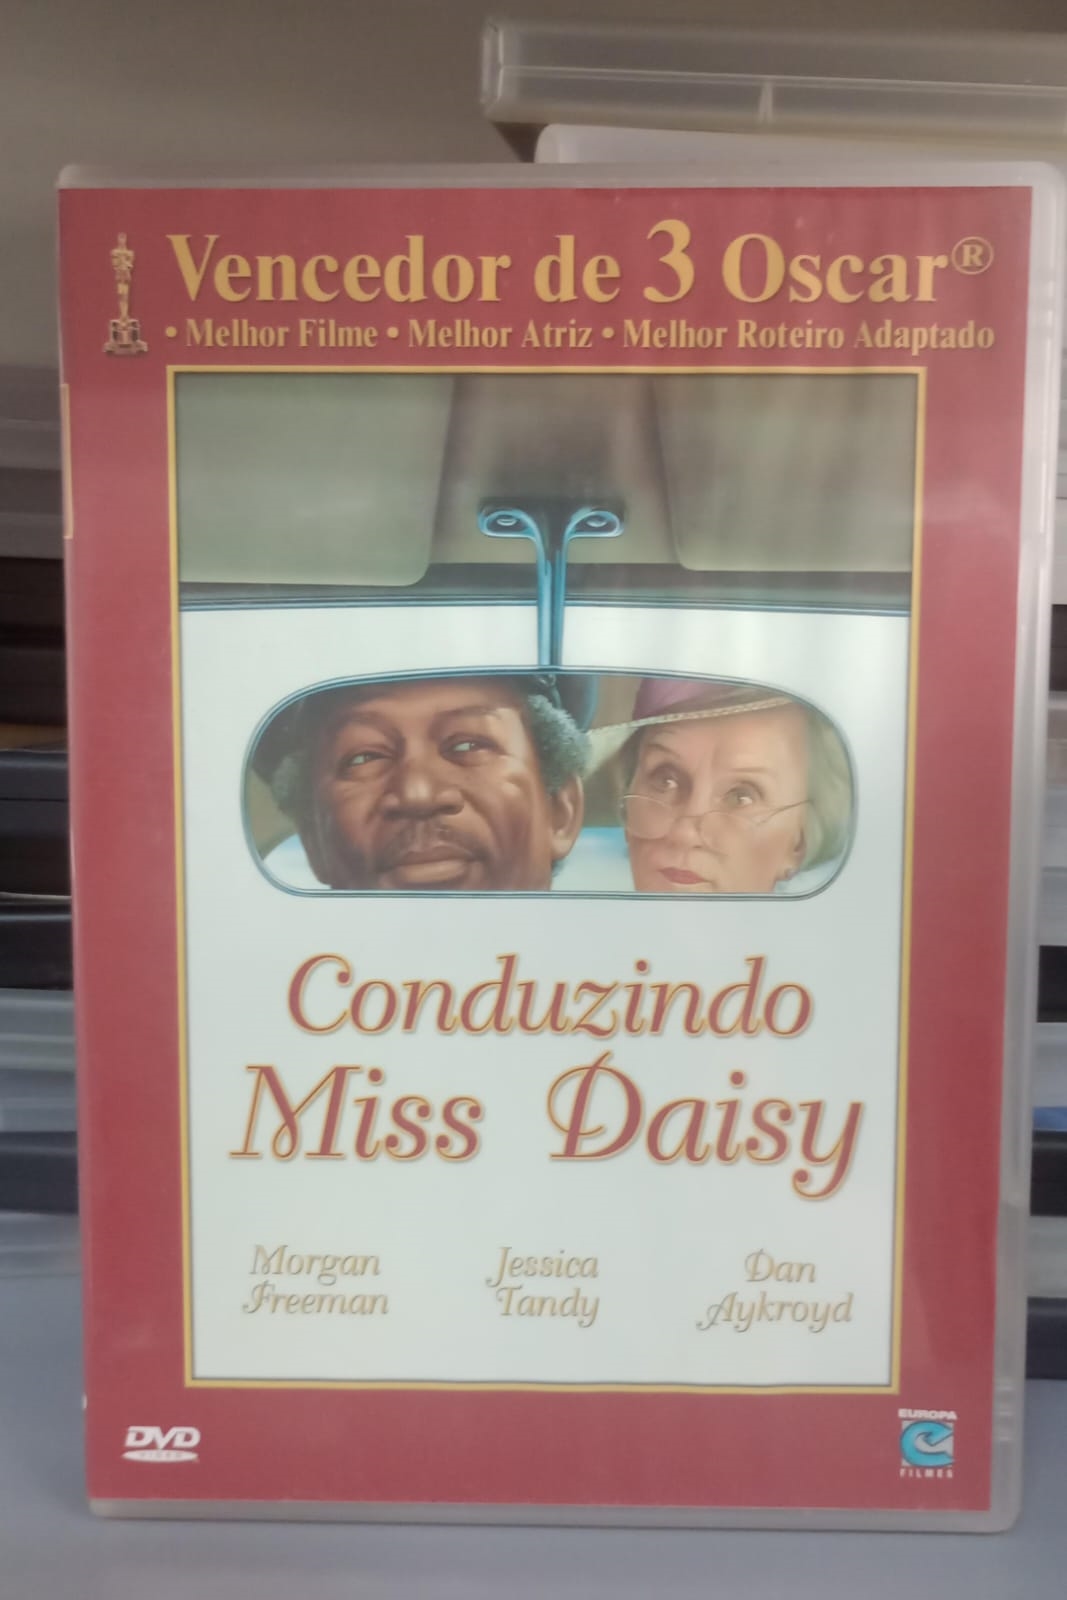 Vencedor de 3 Oscar®
• Melhor Filme • Melhor Atriz • Melhor Roteiro Adaptado
Conduzindo
Miss Daisy
Morgan
Freeman
Jessica
Tandy
Dan
Aykroyd
DVD
VIDEO
EUROPA
FILMES